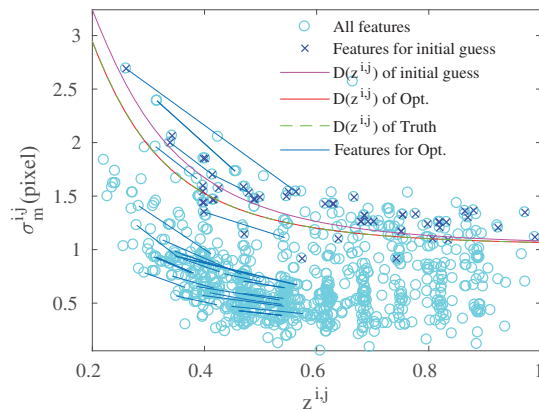 All features
Features for initial guess
D(z^{i,j}) of initial guess
D(z^{i,j}) of Opt.
D(z^{i,j}) of Truth
Features for Opt.
3
2.5
2
1.5
1
0.5
σ_m^{i,j} (pixel)
0.2 0.4 0.6 0.8 1
z^{i,j}